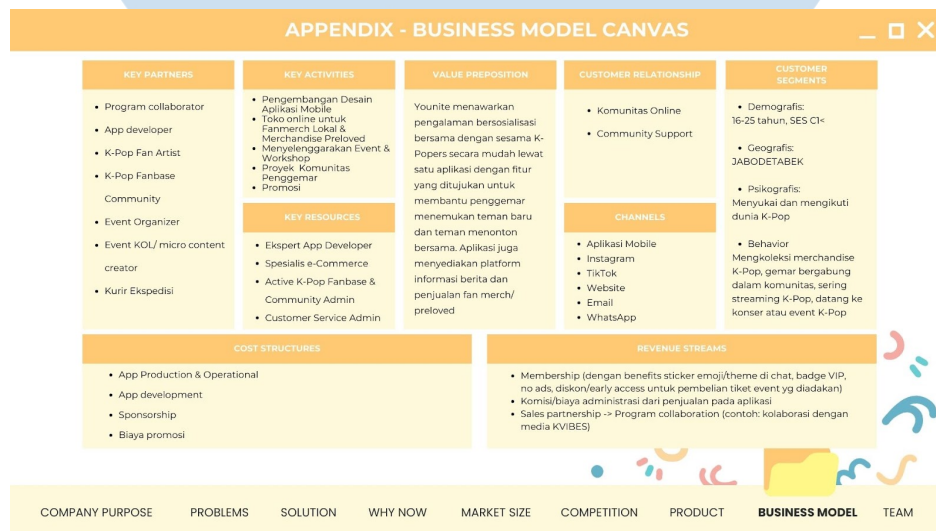 APPENDIX - BUSINESS MODEL CANVAS
KEY PARTNERS
• Program collaborator
• App developer
• K-Pop Fan Artist
• K-Pop Fanbase
Community
• Event Organizer
• Event KOL/ micro content
creator
• Kurir Ekspedisi
KEY ACTIVITIES
• Pengembangan Desain
Aplikasi Mobile
• Toko online untuk
Fanmerch Lokal &
Merchandise Preloved
• Menyelenggarakan Event &
Workshop
• Proyek Komunitas
Penggemar
• Promosi
KEY RESOURCES
• Ekspert App Developer
• Spesialis e-Commerce
• Active K-Pop Fanbase &
Community Admin
• Customer Service Admin
VALUE PREPOSITION
Younite menawarkan
pengalaman bersosialisasi
bersama dengan sesama K-
Popers secara mudah lewat
satu aplikasi dengan fitur
yang ditujukan untuk
membantu penggemar
menemukan teman baru
dan teman menonton
bersama. Aplikasi juga
menyediakan platform
informasi berita dan
penjualan fan merch/
preloved
CUSTOMER RELATIONSHIP
• Komunitas Online
• Community Support
CHANNELS
• Aplikasi Mobile
• Instagram
• TikTok
• Website
• Email
• WhatsApp
CUSTOMER
SEGMENTS
• Demografis:
16-25 tahun, SES C1<
• Geografis:
JABODETABEK
• Psikografis:
Menyukai dan mengikuti
dunia K-Pop
• Behavior
Mengkoleksi merchandise
K-Pop, gemar bergabung
dalam komunitas, sering
streaming K-Pop, datang ke
konser atau event K-Pop
COST STRUCTURES
• App Production & Operational
• App development
• Sponsorship
• Biaya promosi
REVENUE STREAMS
• Membership (dengan benefits sticker emoji/theme di chat, badge VIP,
no ads, diskon/early access untuk pembelian tiket event yg diadakan)
• Komisi/biaya administrasi dari penjualan pada aplikasi
• Sales partnership -> Program collaboration (contoh: kolaborasi dengan
media KVIBES)
COMPANY PURPOSE PROBLEMS SOLUTION WHY NOW MARKET SIZE COMPETITION PRODUCT BUSINESS MODEL TEAM